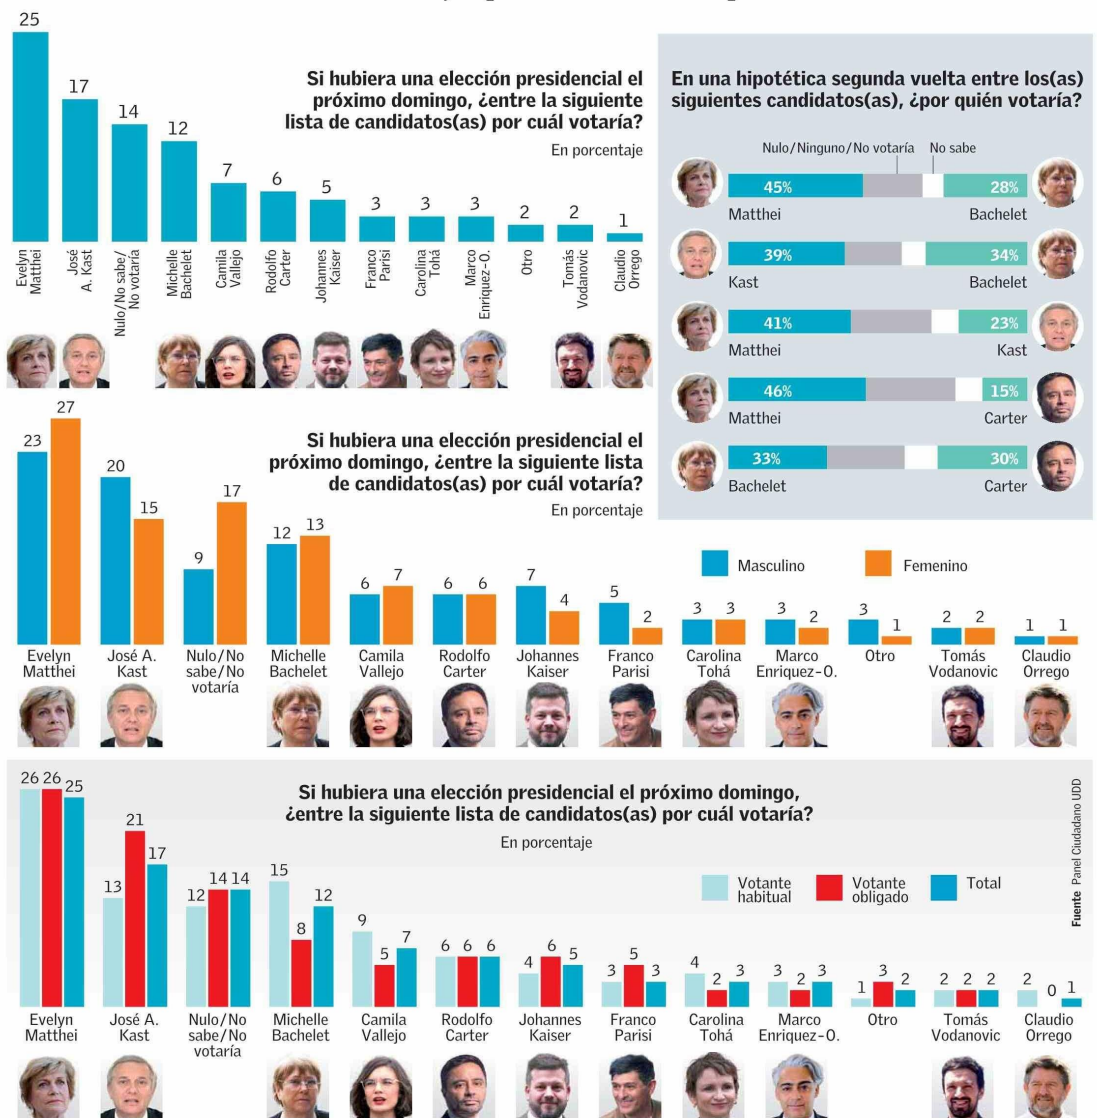 Si hubiera una elección presidencial el
próximo domingo, ¿entre la siguiente
lista de candidatos(as) por cuál votaría?
En porcentaje
25
17
14
12
7
6
5
3
3
3
2
2
1
Evelyn
Matthei
José
A. Kast
Nulo/No sabe/
No votaría
Michelle
Bachelet
Camila
Vallejo
Rodolfo
Carter
Johannes
Kaiser
Franco
Parisi
Carolina
Tohá
Marco
Enriquez-O.
Otro
Tomás
Vodanovic
Claudio
Orrego
En una hipotética segunda vuelta entre los(as)
siguientes candidatos(as), ¿por quién votaría?
Nulo/Ninguno/No votaría No sabe
45% 28%
Matthei Bachelet
39% 34%
Kast Bachelet
41% 23%
Matthei Kast
46% 15%
Matthei Carter
33% 30%
Bachelet Carter
Si hubiera una elección presidencial el
próximo domingo, ¿entre la siguiente lista
de candidatos(as) por cuál votaría?
En porcentaje
Masculino Femenino
23 27
20 15
9 17
12 13
6 7
6 6
7 4
5 2
3 3
3 2
3 1
2 2
1 1
Evelyn
Matthei
José A.
Kast
Nulo/No
sabe/No
votaría
Michelle
Bachelet
Camila
Vallejo
Rodolfo
Carter
Johannes
Kaiser
Franco
Parisi
Carolina
Tohá
Marco
Enriquez-O.
Otro
Tomás
Vodanovic
Claudio
Orrego
Si hubiera una elección presidencial el próximo domingo,
¿entre la siguiente lista de candidatos(as) por cuál votaría?
En porcentaje
Votante
habitual
Votante
obligado
Total
26 26 25
13 21 17
12 14 14
15 8 12
9 5 7
6 6 6
4 6 5
3 5 3
4 2 3
3 2 3
1 3 2
2 2 2
2 0 1
Evelyn
Matthei
José A.
Kast
Nulo/No
sabe/No
votaría
Michelle
Bachelet
Camila
Vallejo
Rodolfo
Carter
Johannes
Kaiser
Franco
Parisi
Carolina
Tohá
Marco
Enriquez-O.
Otro
Tomás
Vodanovic
Claudio
Orrego
Fuente Panel Ciudadano UDD